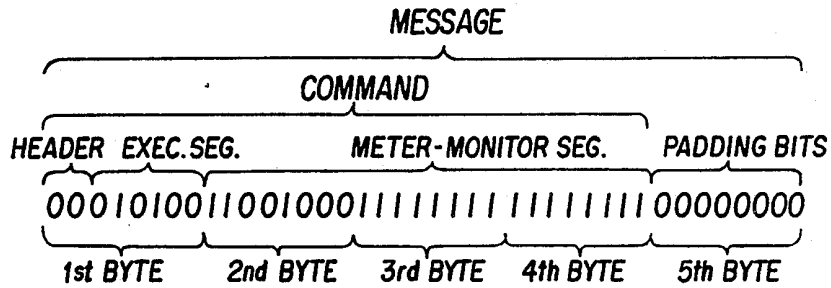 MESSAGE
COMMAND
HEADER EXEC. SEG. METER-MONITOR SEG. PADDING BITS
0001010011001000111111111111111100000000
1st BYTE 2nd BYTE 3rd BYTE 4th BYTE 5th BYTE